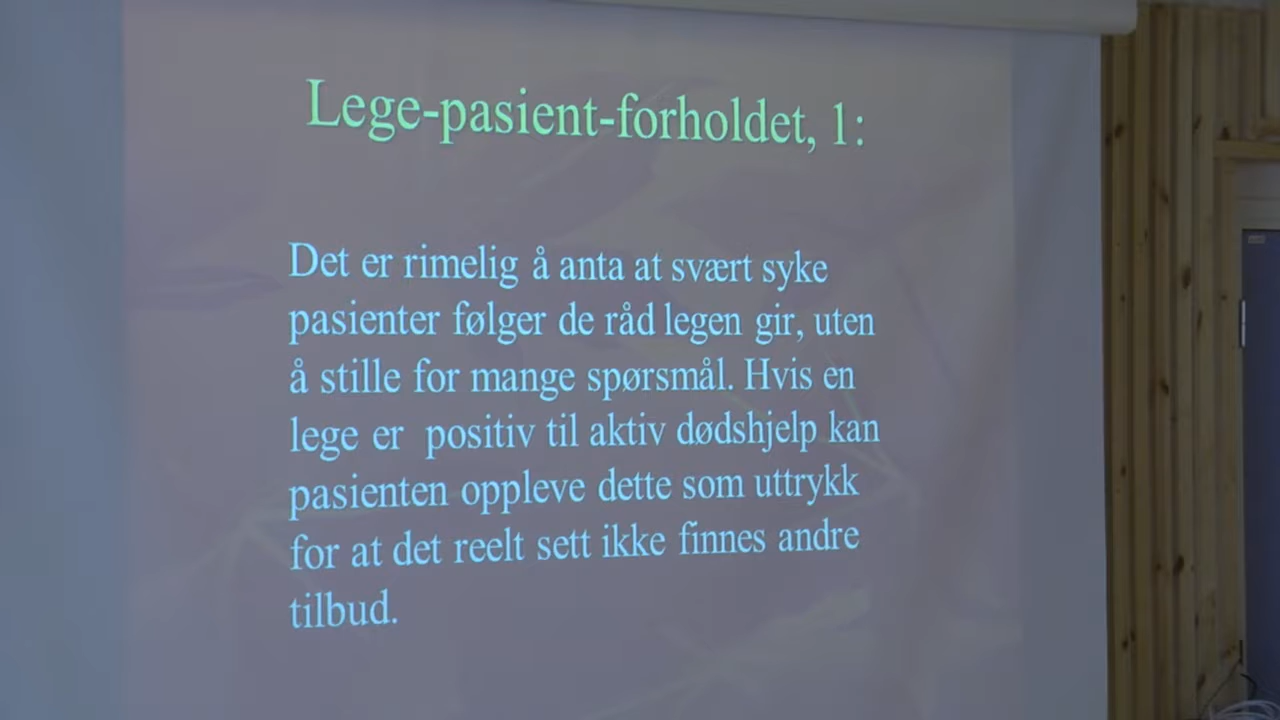 Lege-pasient-forholdet, 1:
Det er rimelig å anta at svært syke
pasienter følger de råd legen gir, uten
å stille for mange spørsmål. Hvis en
lege er positiv til aktiv dødshjelp kan
pasienten oppleve dette som uttrykk
for at det reelt sett ikke finnes andre
tilbud.